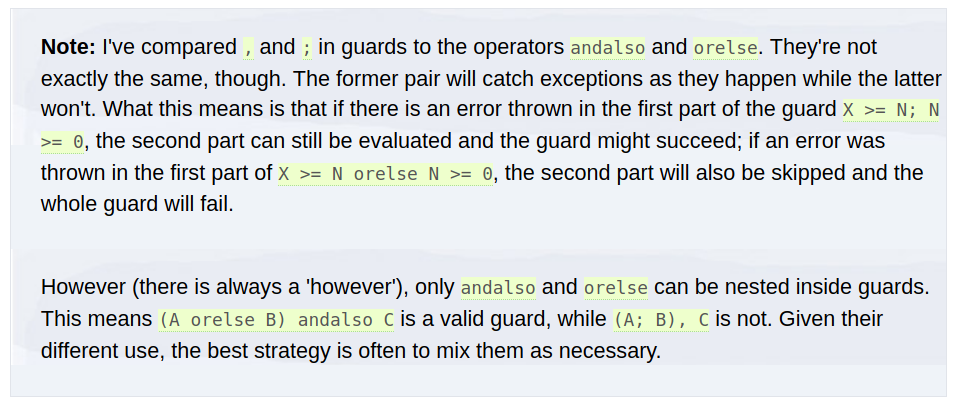 Note: I've compared , and ; in guards to the operators andalso and orelse. They're not
exactly the same, though. The former pair will catch exceptions as they happen while the latter
won't. What this means is that if there is an error thrown in the first part of the guard X >= N; N
>= 0, the second part can still be evaluated and the guard might succeed; if an error was
thrown in the first part of X >= N orelse N >= 0, the second part will also be skipped and the
whole guard will fail.
However (there is always a 'however'), only andalso and orelse can be nested inside guards.
This means (A orelse B) andalso C is a valid guard, while (A; B), C is not. Given their
different use, the best strategy is often to mix them as necessary.